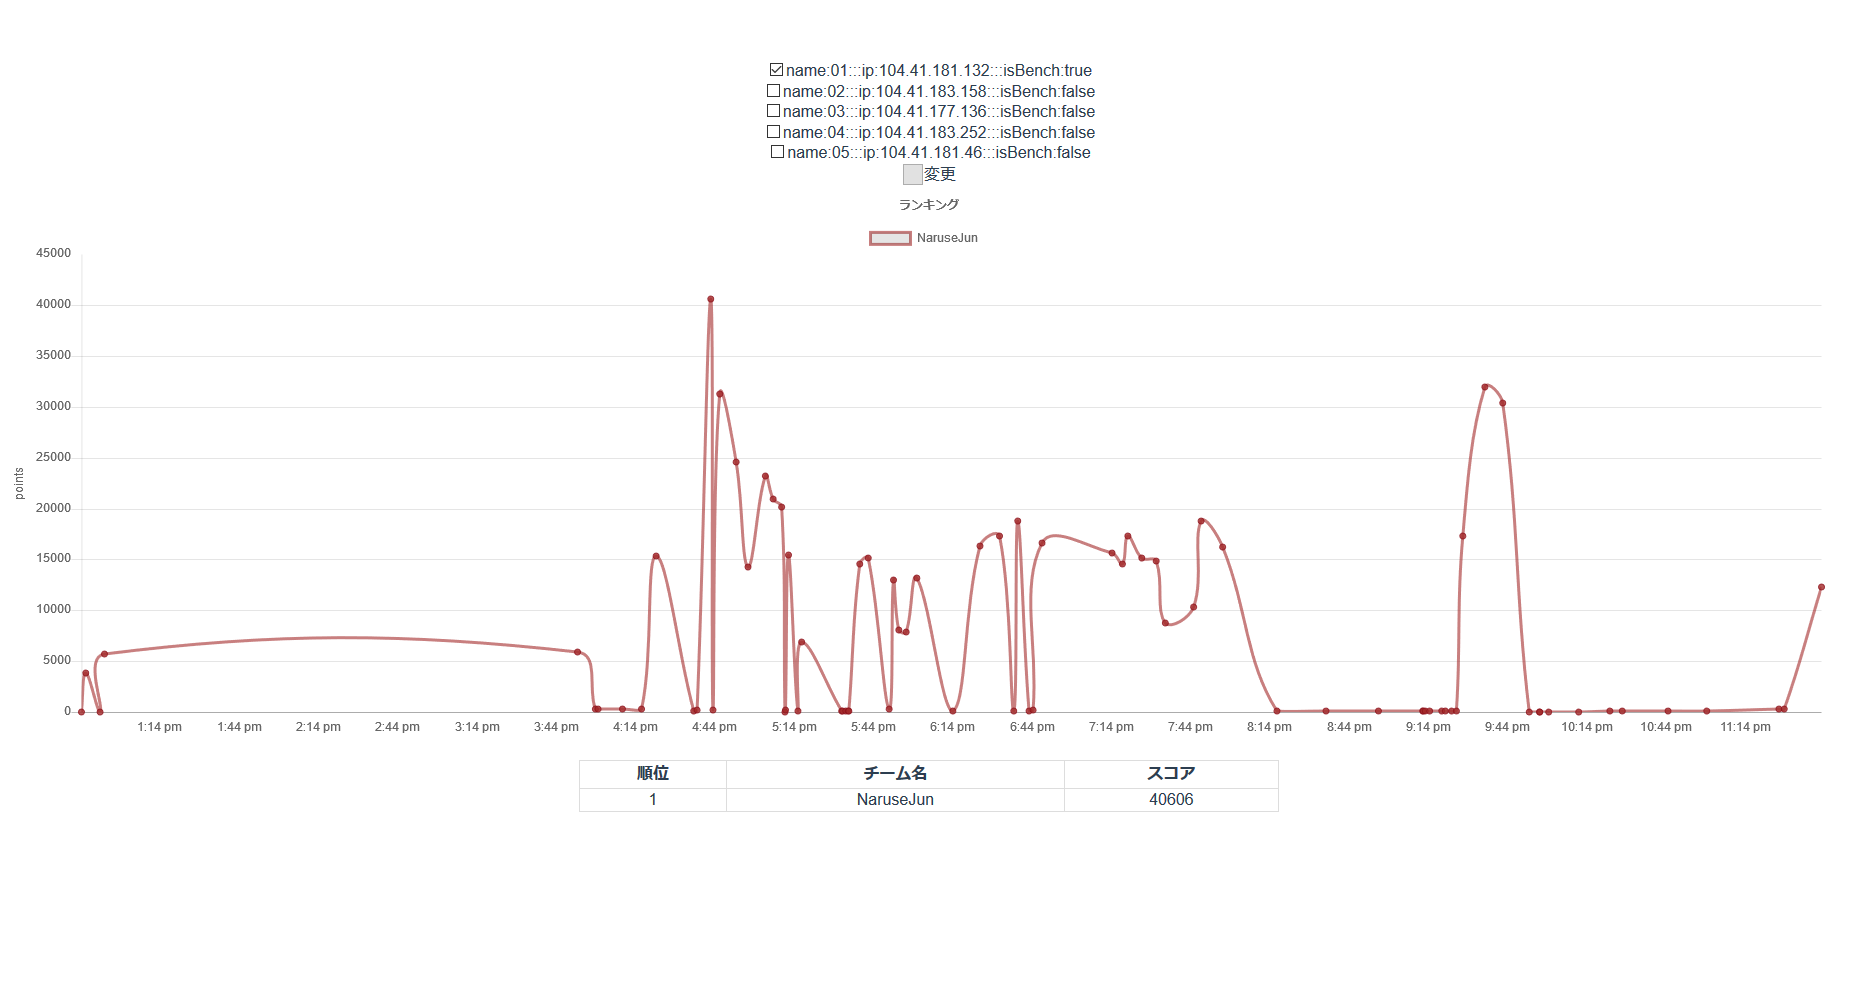 name:01:::ip:104.41.181.132:::isBench:true
name:02:::ip:104.41.183.158:::isBench:false
name:03:::ip:104.41.177.136:::isBench:false
name:04:::ip:104.41.183.252:::isBench:false
name:05:::ip:104.41.181.46:::isBench:false
変更
ランキング
NaruseJun
45000
40000
35000
30000
25000
20000
15000
10000
5000
0
points
1:14 pm 1:44 pm 2:14 pm 2:44 pm 3:14 pm 3:44 pm 4:14 pm 4:44 pm 5:14 pm 5:44 pm 6:14 pm 6:44 pm 7:14 pm 7:44 pm 8:14 pm 8:44 pm 9:14 pm 9:44 pm 10:14 pm 10:44 pm 11:14 pm
順位 チーム名 スコア
1 NaruseJun 40606